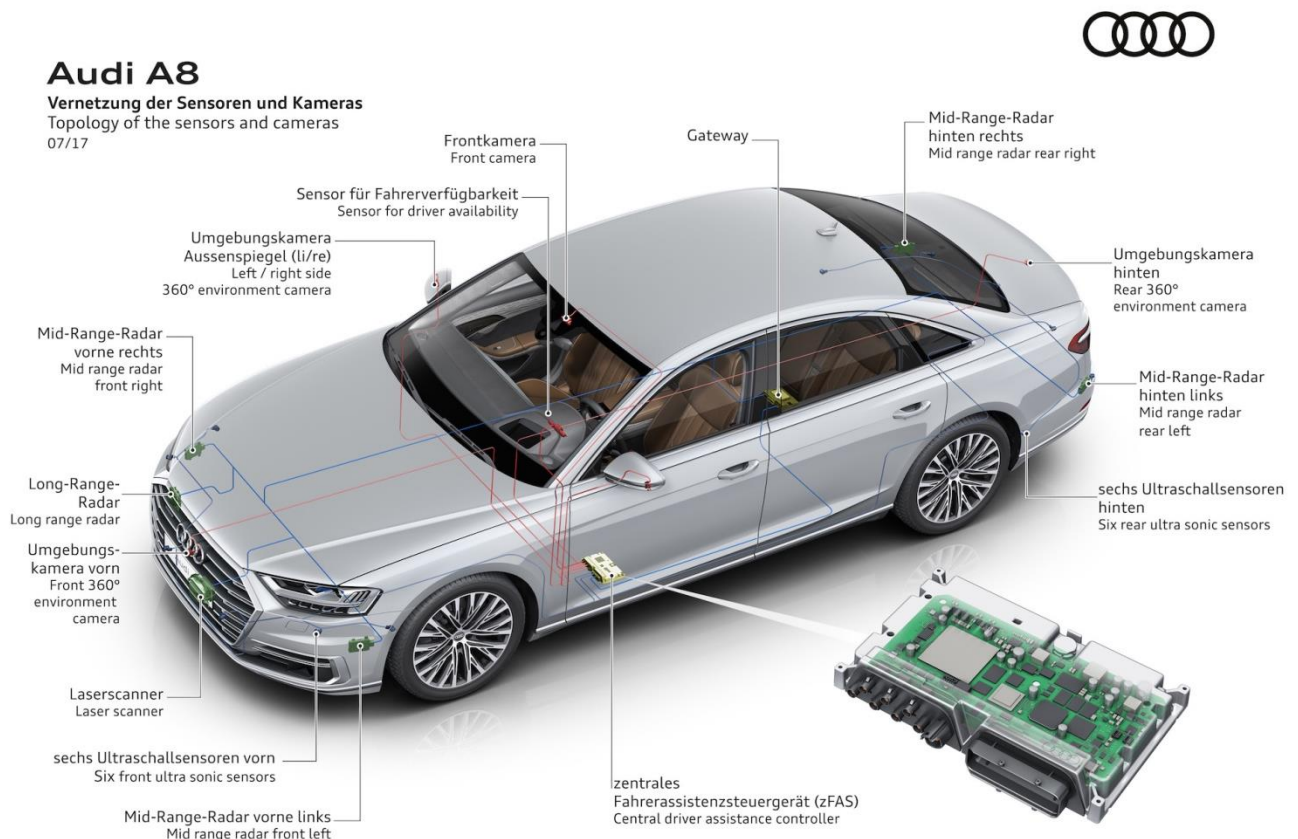 Audi A8
Vernetzung der Sensoren und Kameras
Topology of the sensors and cameras
07/17
Frontkamera
Front camera
Gateway
Mid-Range-Radar
hinten rechts
Mid range radar rear right
Sensor für Fahrerverfügbarkeit
Sensor for driver availability
Umgebungskamera
Aussenspiegel (li/re)
Left / right side
360° environment camera
Umgebungskamera
hinten
Rear 360°
environment camera
Mid-Range-Radar
vorne rechts
Mid range radar
front right
Mid-Range-Radar
hinten links
Mid range radar
rear left
Long-Range-
Radar
Long range radar
sechs Ultraschallsensoren
hinten
Six rear ultra sonic sensors
Umgebungs-
kamera vorn
Front 360°
environment
camera
Laserscanner
Laser scanner
sechs Ultraschallsensoren vorn
Six front ultra sonic sensors
zentrales
Fahrerassistenzsteuergerät (zFAS)
Central driver assistance controller
Mid-Range-Radar vorne links
Mid range radar front left